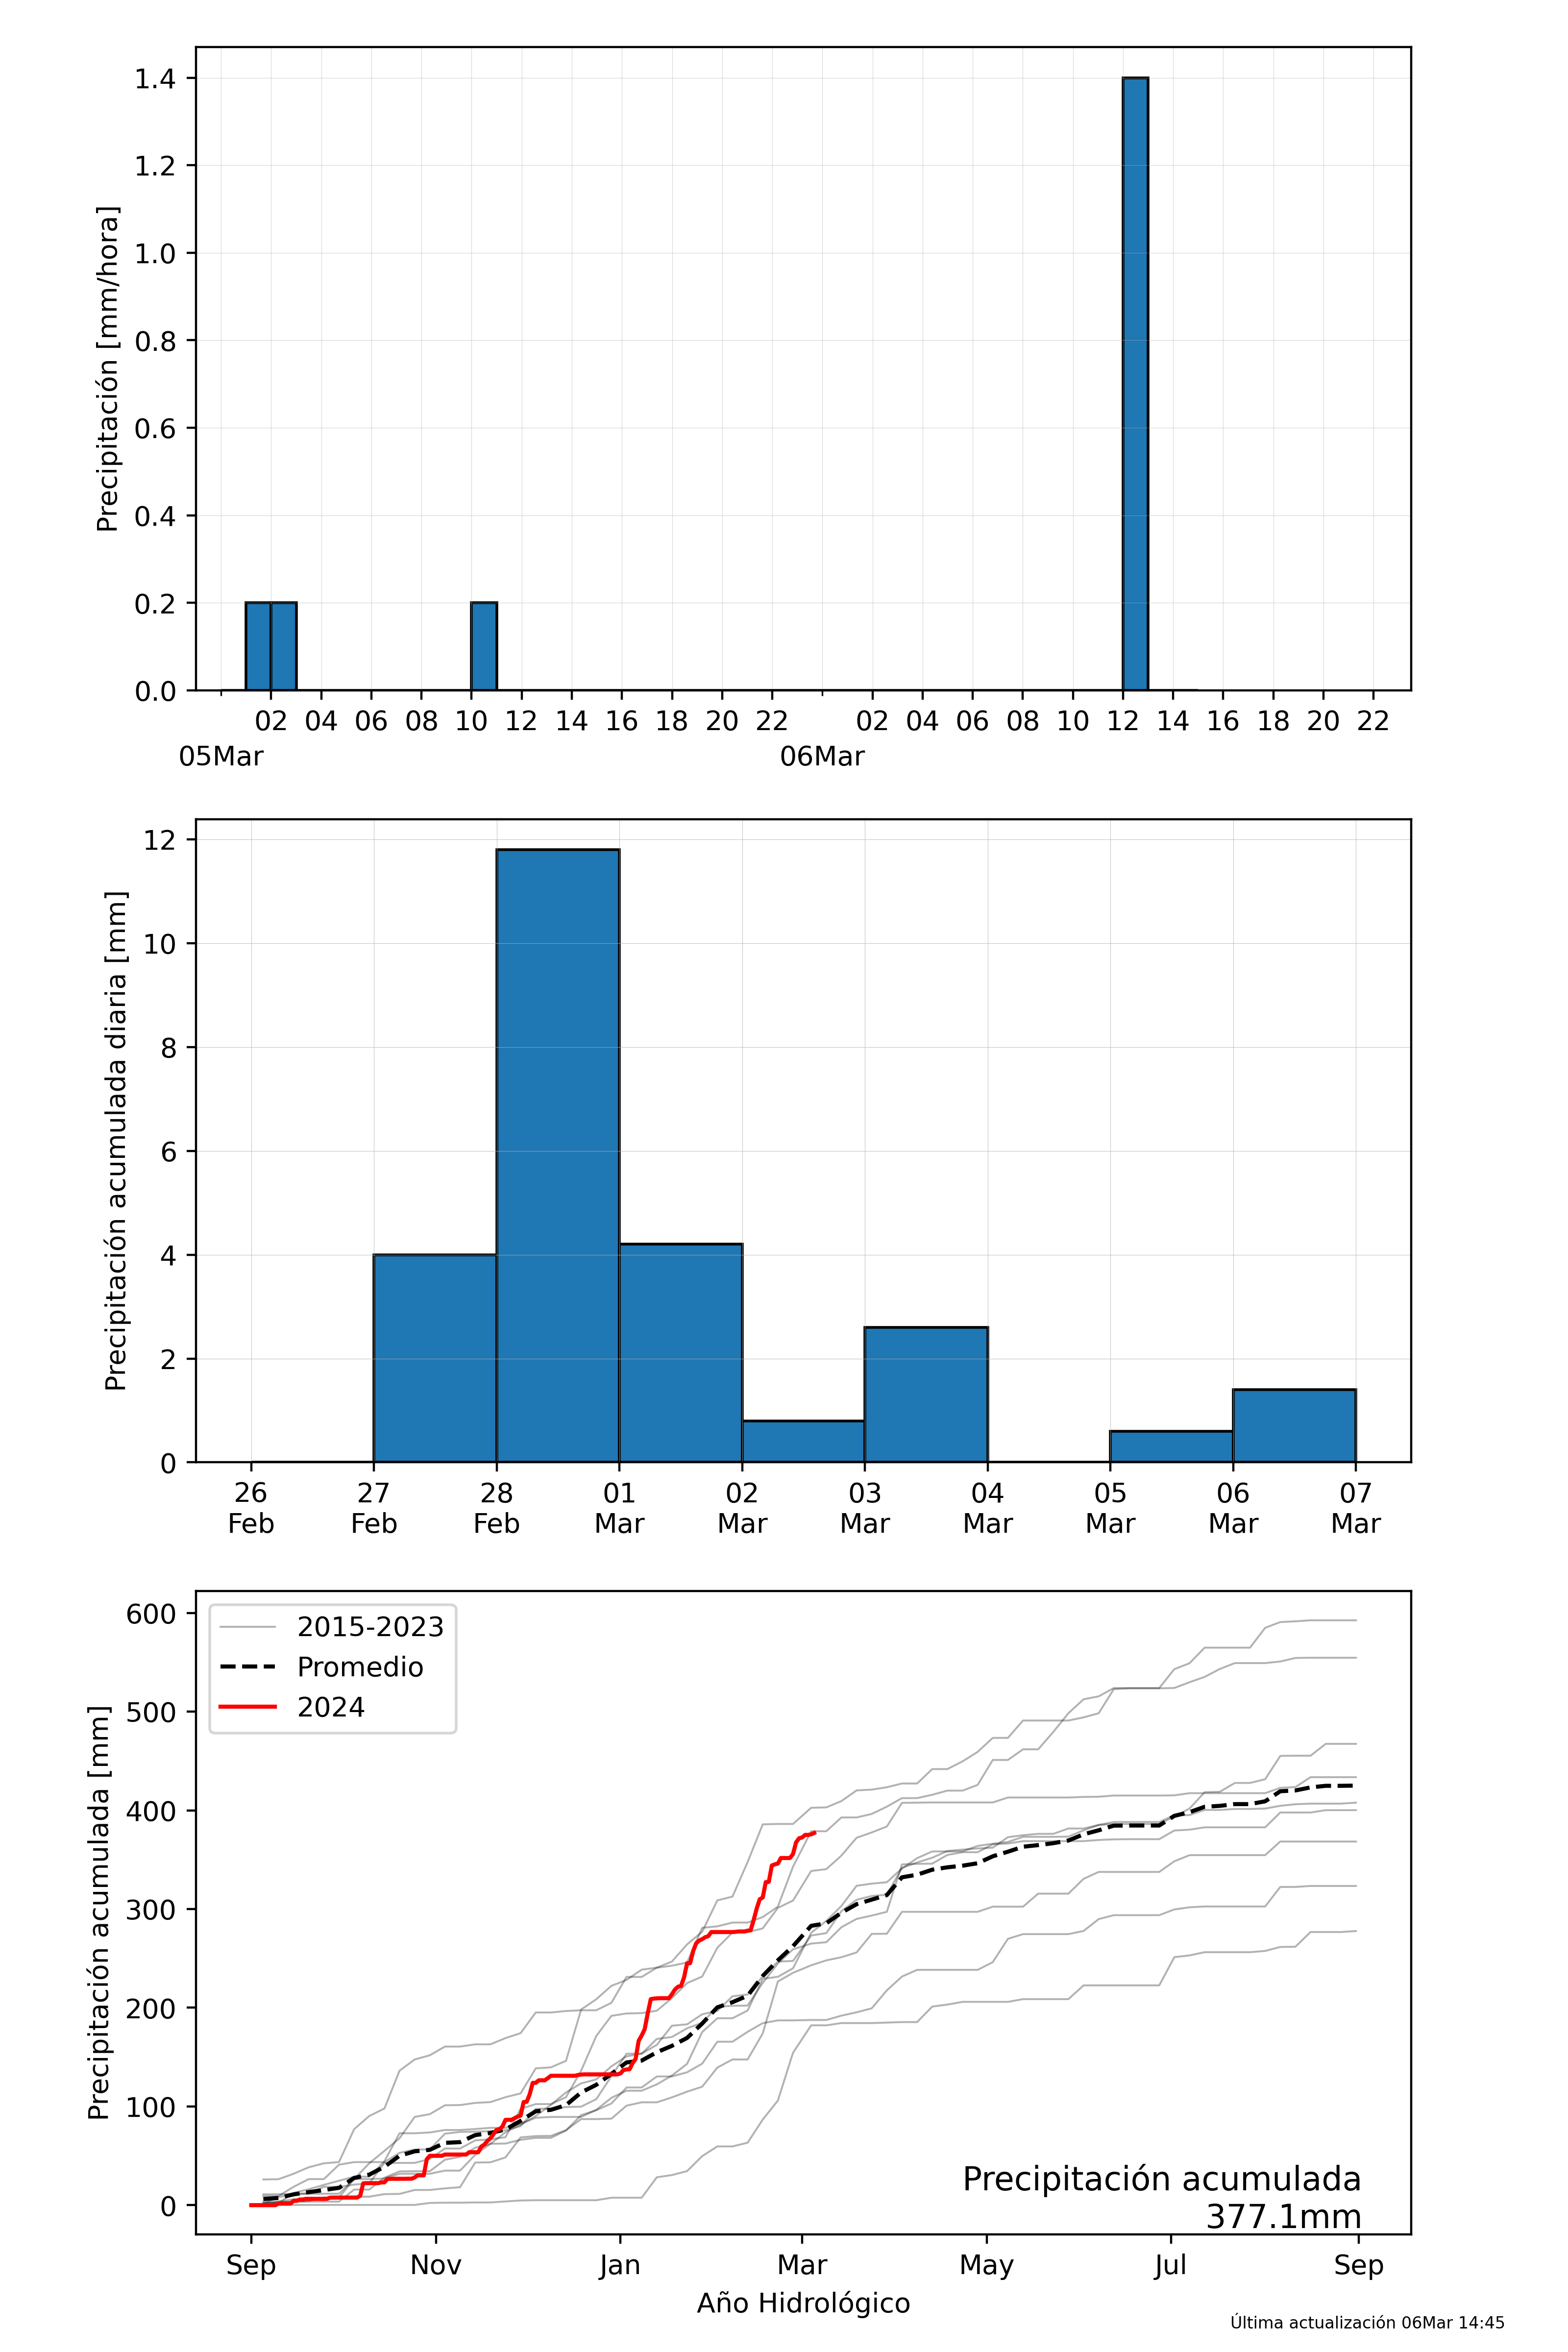 1.4
1.2
1.0
0.8
0.6
0.4
0.2
0.0
Precipitación [mm/hora]
02 04 06 08 10 12 14 16 18 20 22 02 04 06 08 10 12 14 16 18 20 22
05Mar 06Mar
12
10
8
6
4
2
0
Precipitación acumulada diaria [mm]
26 27 28 01 02 03 04 05 06 07
Feb Feb Feb Mar Mar Mar Mar Mar Mar Mar
600
500
400
300
200
100
0
Precipitación acumulada [mm]
2015-2023
Promedio
2024
Precipitación acumulada
377.1mm
Sep Nov Jan Mar May Jul Sep
Año Hidrológico
Última actualización 06Mar 14:45